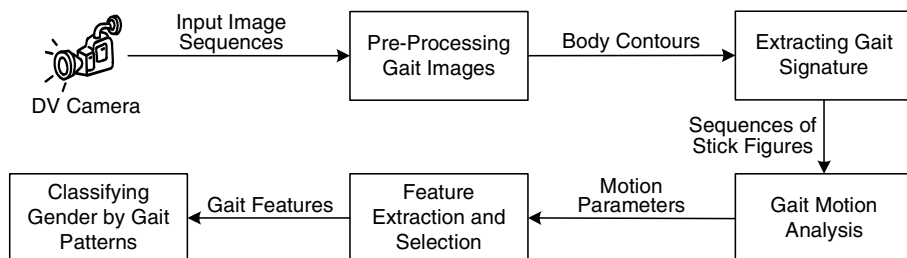 Input Image
Sequences
DV Camera
Pre-Processing
Gait Images
Body Contours
Extracting Gait
Signature
Sequences of
Stick Figures
Gait Motion
Analysis
Motion
Parameters
Feature
Extraction and
Selection
Gait Features
Classifying
Gender by Gait
Patterns